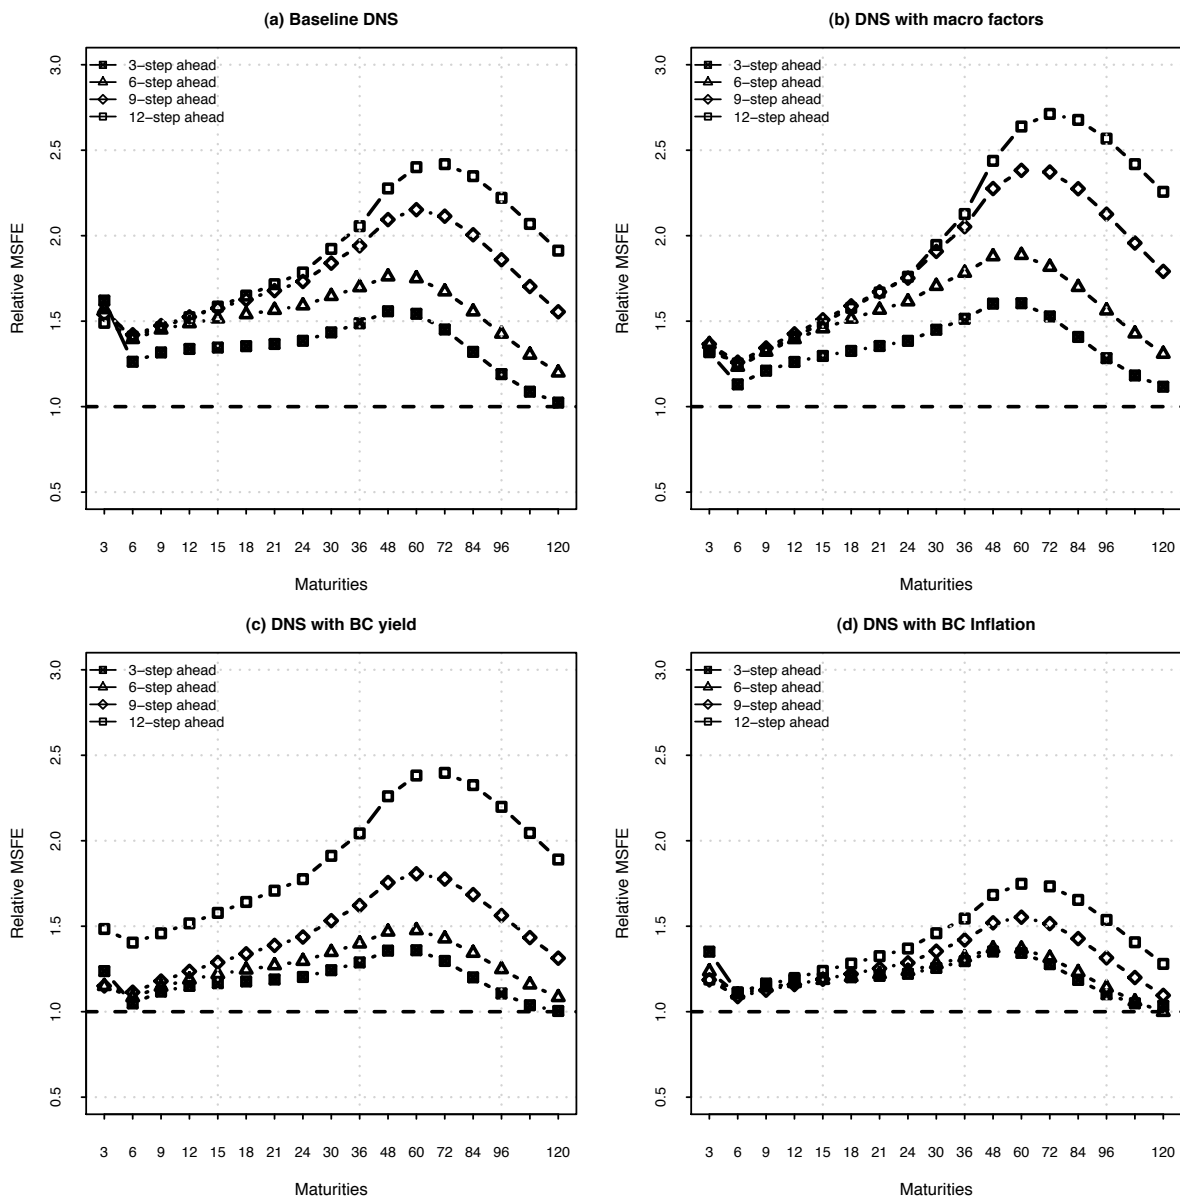 (a) Baseline DNS
3.0
2.5
2.0
1.5
1.0
0.5
Relative MSFE
3−step ahead
6−step ahead
9−step ahead
12−step ahead
3 6 9 12 15 18 21 24 30 36 48 60 72 84 96 120
Maturities
(b) DNS with macro factors
3.0
2.5
2.0
1.5
1.0
0.5
Relative MSFE
3−step ahead
6−step ahead
9−step ahead
12−step ahead
3 6 9 12 15 18 21 24 30 36 48 60 72 84 96 120
Maturities
(c) DNS with BC yield
3.0
2.5
2.0
1.5
1.0
0.5
Relative MSFE
3−step ahead
6−step ahead
9−step ahead
12−step ahead
3 6 9 12 15 18 21 24 30 36 48 60 72 84 96 120
Maturities
(d) DNS with BC Inflation
3.0
2.5
2.0
1.5
1.0
0.5
Relative MSFE
3−step ahead
6−step ahead
9−step ahead
12−step ahead
3 6 9 12 15 18 21 24 30 36 48 60 72 84 96 120
Maturities